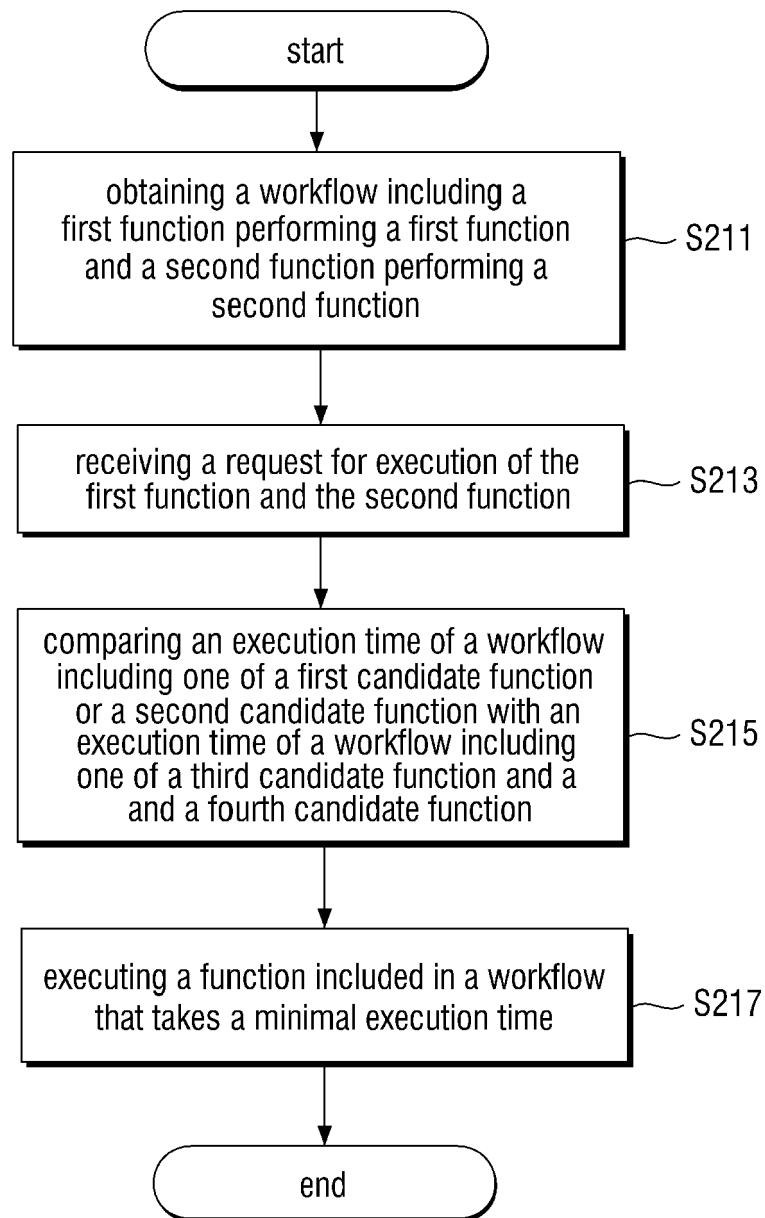 start
obtaining a workflow including a
first function performing a first function
and a second function performing a
second function
S211
receiving a request for execution of the
first function and the second function
S213
comparing an execution time of a workflow
including one of a first candidate function
or a second candidate function with an
execution time of a workflow including
one of a third candidate function and a
and a fourth candidate function
S215
executing a function included in a workflow
that takes a minimal execution time
S217
end